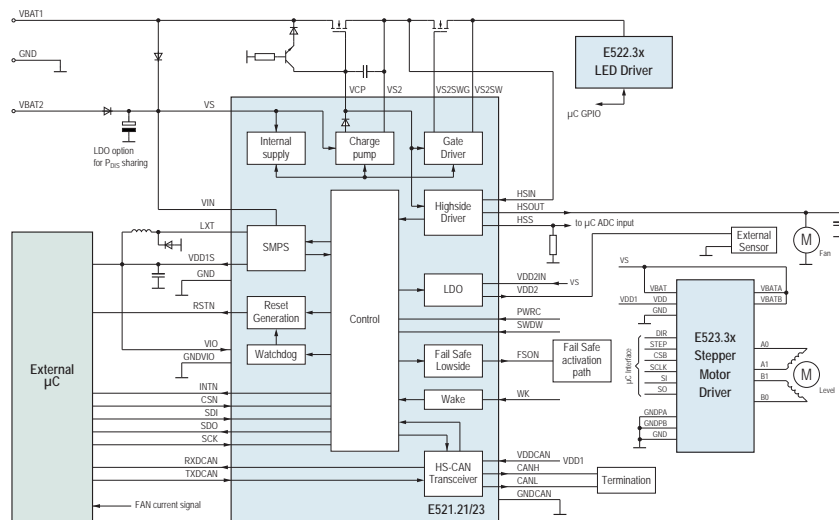 VBAT1
GND
VBAT2
LDO option
for PDIS sharing
VS
VCP
VS2
VS2SWG
VS2SW
E522.3x
LED Driver
µC GPIO
Internal
supply
Charge
pump
Gate
Driver
VIN
LXT
VDD1S
GND
RSTN
VIO
GNDVIO
INTN
CSN
SDI
SDO
SCK
RXDCAN
TXDCAN
FAN current signal
External
µC
SMPS
Reset
Generation
Watchdog
Control
Highside
Driver
LDO
Fail Safe
Lowside
Wake
HS-CAN
Transceiver
E521.21/23
HSIN
HSOUT
HSS
to µC ADC input
VDD2IN
VS
VDD2
PWRC
SWDW
FSON
Fail Safe
activation
path
WK
VDDCAN
VDD1
CANH
CANL
GNDCAN
Termination
External
Sensor
M
Fan
VS
VBAT
VDD1
VDD
GND
DIR
STEP
CSB
SCLK
SI
SO
µC Interface
GNDPA
GNDPB
GND
E523.3x
Stepper
Motor
Driver
VBATA
VBATB
A0
A1
B1
B0
M
Level